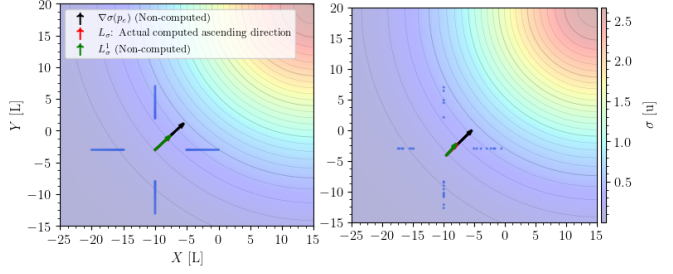 ∇σ(p_c) (Non-computed)
L_σ: Actual computed ascending direction
L_σ^1 (Non-computed)
20
15
10
5
0
−5
−10
−15
Y [L]
−25 −20 −15 −10 −5 0 5 10 15
X [L]
20
15
10
5
0
−5
−10
−15
−25 −20 −15 −10 −5 0 5 10 15
2.5
2.0
1.5
1.0
0.5
σ [u]